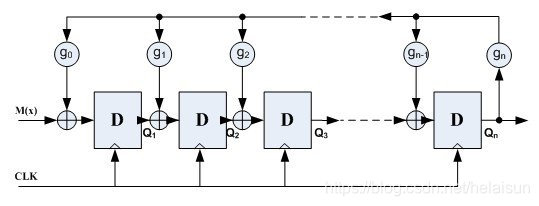 g0 g1 g2 gn-1 gn
M(x) D D D D
Q1 Q2 Q3 Qn
CLK
https://blog.csdn.net/helaisun